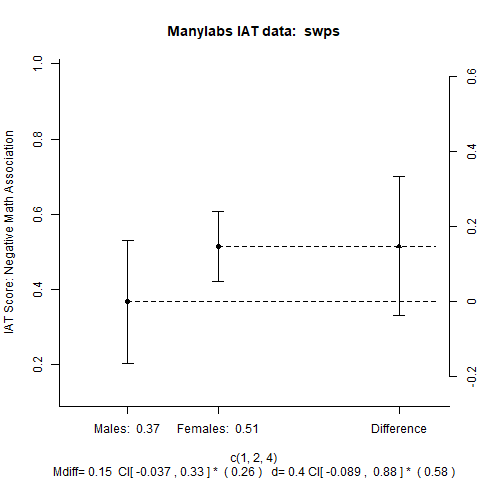 Manylabs IAT data:  swps
IAT Score: Negative Math Association
1.0
0.8
0.6
0.4
0.2
0.6
0.4
0.2
0
-0.2
Males:  0.37
Females:  0.51
Difference
c(1, 2, 4)
Mdiff= 0.15  CI[ -0.037 , 0.33 ] *  ( 0.26 )   d= 0.4 CI[ -0.089 ,  0.88 ] *  ( 0.58 )